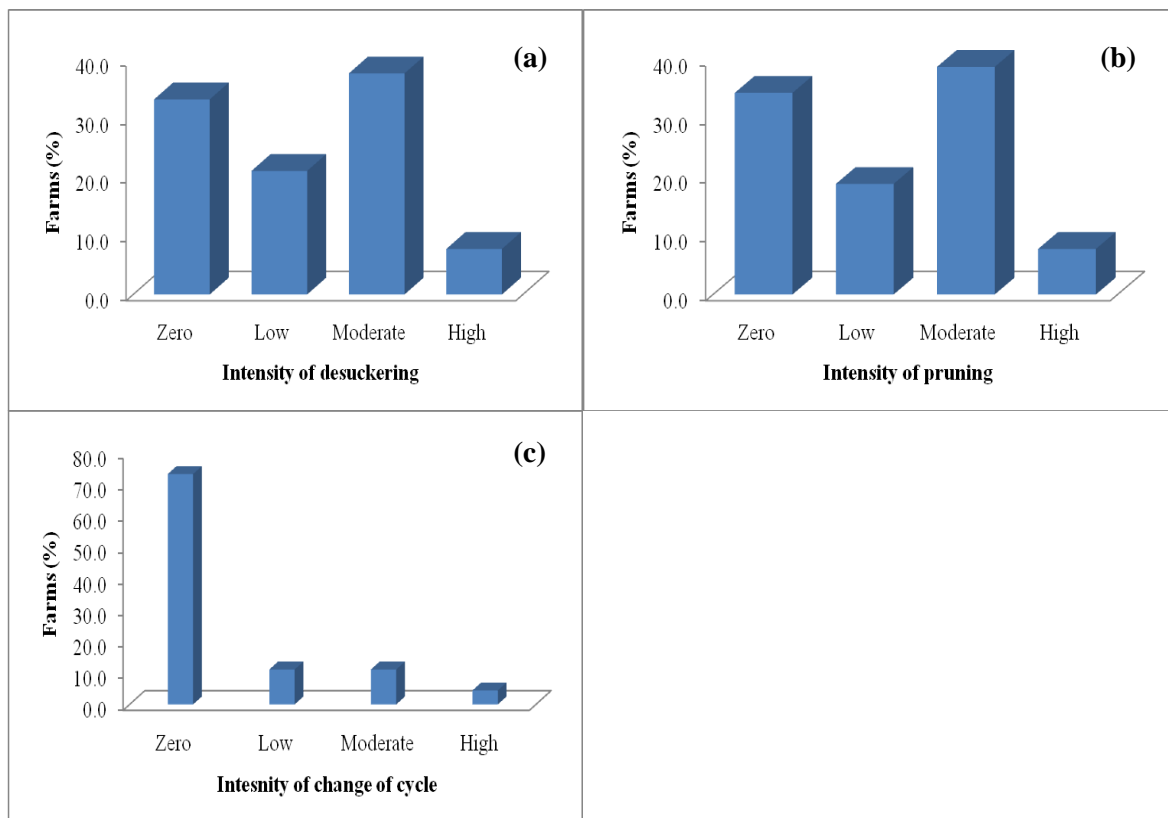 (a)
Farms (%)
40.0
30.0
20.0
10.0
0.0
Zero Low Moderate High
Intensity of desuckering
(b)
Farms (%)
40.0
30.0
20.0
10.0
0.0
Zero Low Moderate High
Intensity of pruning
(c)
Farms (%)
80.0
70.0
60.0
50.0
40.0
30.0
20.0
10.0
0.0
Zero Low Moderate High
Intesnity of change of cycle